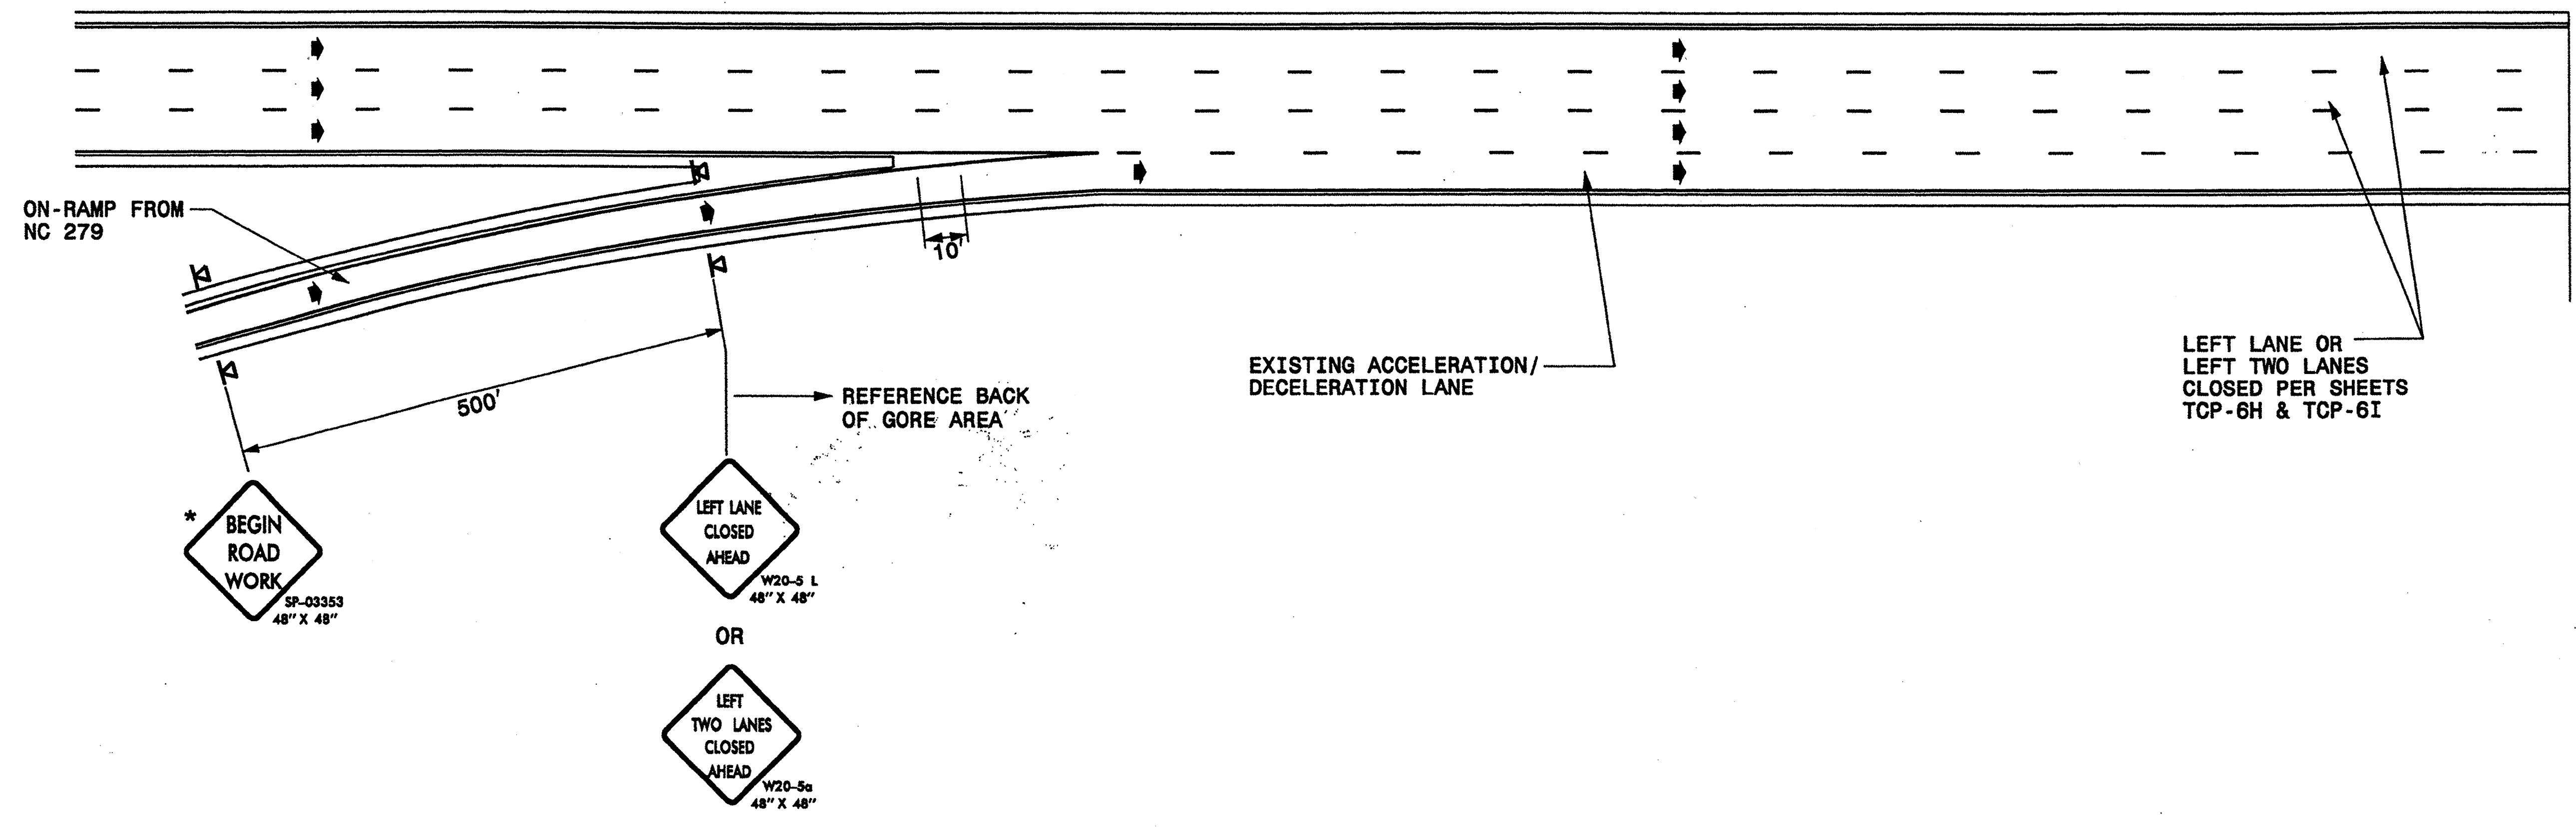 ON-RAMP FROM
NC 279
10'
500'
REFERENCE BACK
OF GORE AREA
EXISTING ACCELERATION/
DECELERATION LANE
LEFT LANE OR
LEFT TWO LANES
CLOSED PER SHEETS
TCP-6H & TCP-6I
*
BEGIN
ROAD
WORK
SP-03353
48" X 48"
LEFT LANE
CLOSED
AHEAD
W20-5 L
48" X 48"
OR
LEFT
TWO LANES
CLOSED
AHEAD
W20-5a
48" X 48"